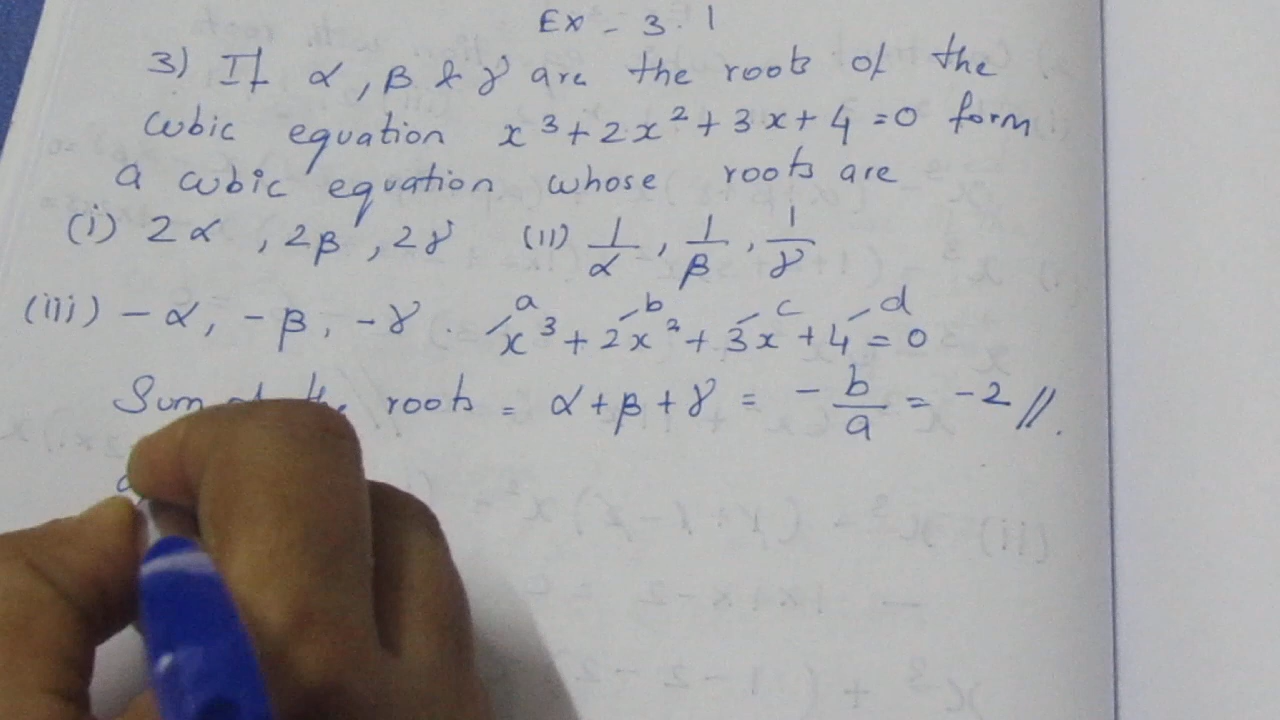 Ex - 3.1
3) If α, β & γ are the roots of the
cubic equation x³ + 2x² + 3x + 4 = 0 form
a cubic equation whose roots are
(i) 2α, 2β, 2γ (ii) 1/α, 1/β, 1/γ
(iii) -α, -β, -γ.
a b c d
x³ + 2x² + 3x + 4 = 0
Sum roots = α + β + γ = -b/a = -2 //.